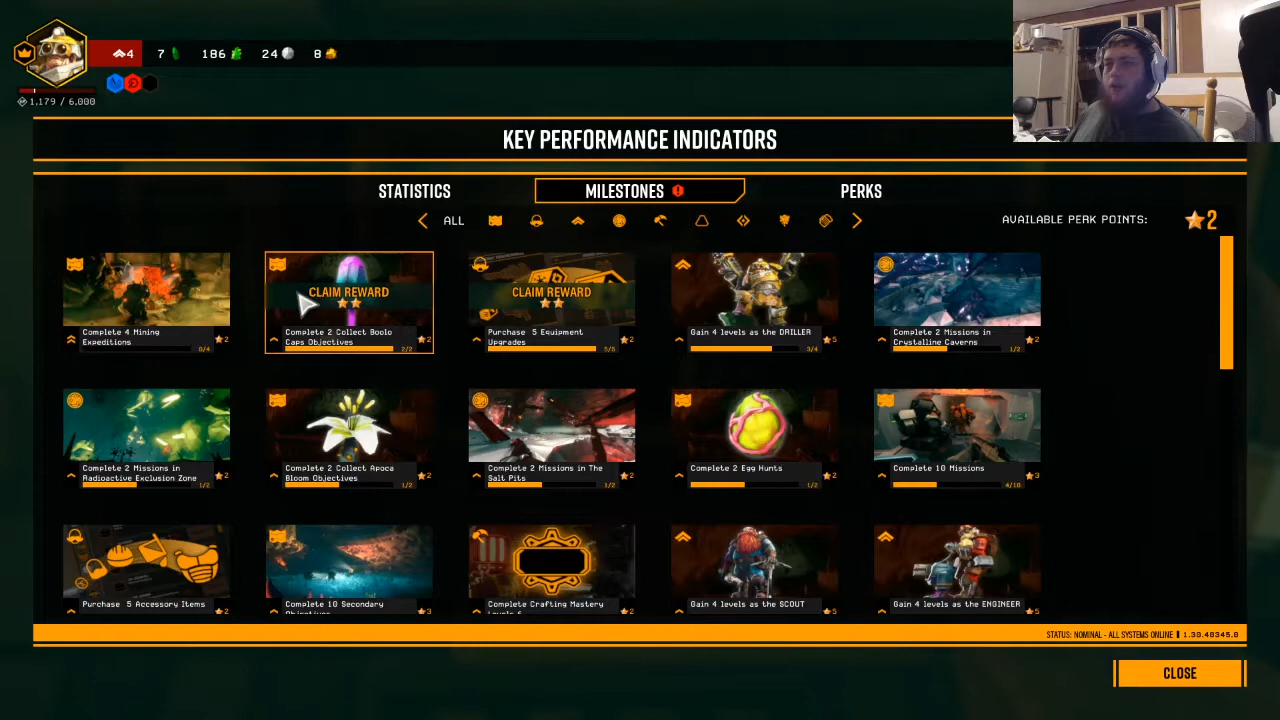 4 7 186 24 8
1,179 / 6,000
KEY PERFORMANCE INDICATORS
STATISTICS MILESTONES PERKS
ALL AVAILABLE PERK POINTS: 2
CLAIM REWARD
Complete 4 Mining
Expeditions
2
0/4
Complete 2 Collect Boolo
Caps Objectives
2
2/2
CLAIM REWARD
Purchase 5 Equipment
Upgrades
2
5/5
Gain 4 levels as the DRILLER
5
3/4
Complete 2 Missions in
Crystalline Caverns
2
1/2
Complete 2 Missions in
Radioactive Exclusion Zone
2
1/2
Complete 2 Collect Apoca
Bloom Objectives
2
1/2
Complete 2 Missions in The
Salt Pits
2
1/2
Complete 2 Egg Hunts
2
1/2
Complete 10 Missions
3
4/10
Purchase 5 Accessory Items
2
Complete 10 Secondary
Objectives
3
Complete Crafting Mastery
2
Gain 4 levels as the SCOUT
5
Gain 4 levels as the ENGINEER
5
STATUS: NOMINAL - ALL SYSTEMS ONLINE 1.30.40345.0
CLOSE